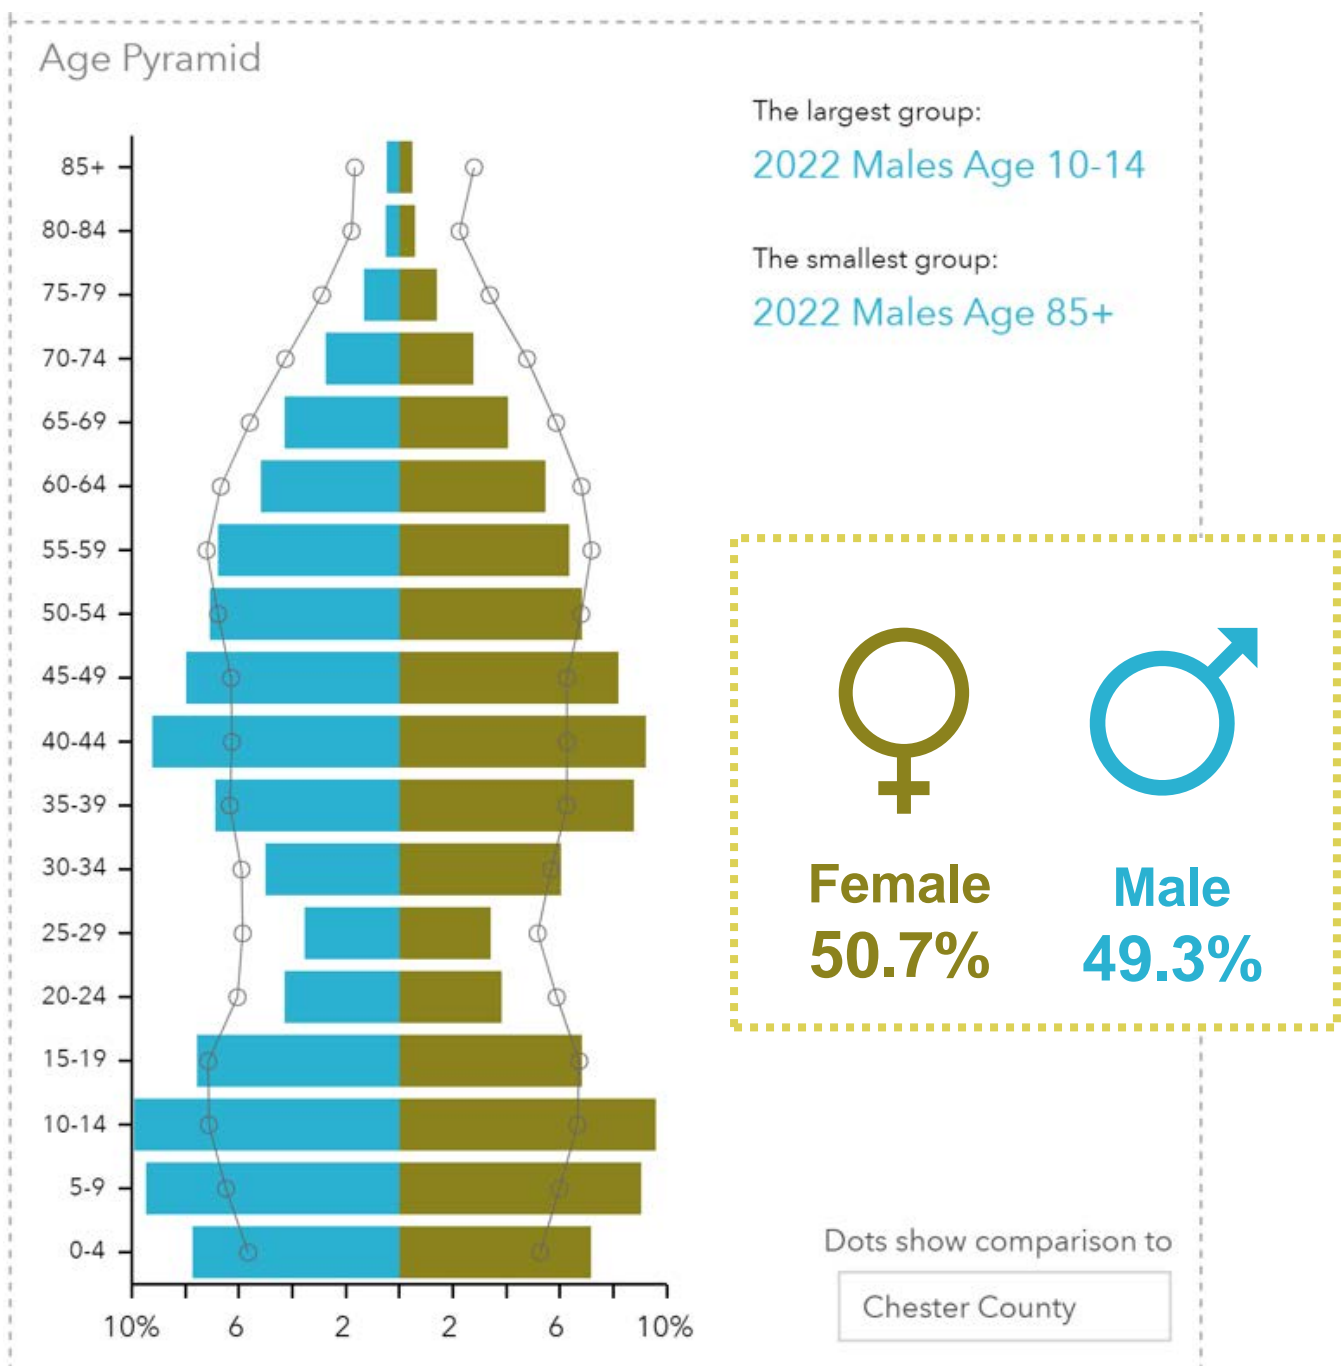 Age Pyramid
The largest group:
2022 Males Age 10-14
The smallest group:
2022 Males Age 85+
85+
80-84
75-79
70-74
65-69
60-64
55-59
50-54
45-49
40-44
35-39
30-34
25-29
20-24
15-19
10-14
5-9
0-4
10% 6 2 2 6 10%
Female Male
50.7% 49.3%
Dots show comparison to
Chester County